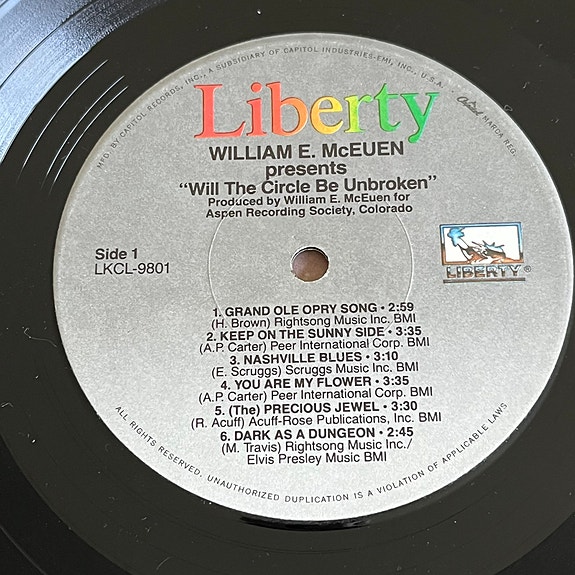 MFD. BY CAPITOL RECORDS, INC., A SUBSIDIARY OF CAPITOL INDUSTRIES-EMI, INC., U.S.A.
Capitol MARCA REG.
Liberty
WILLIAM E. McEUEN
presents
"Will The Circle Be Unbroken"
Produced by William E. McEuen for
Aspen Recording Society, Colorado
Side 1
LKCL-9801
LIBERTY®
1. GRAND OLE OPRY SONG • 2:59
(H. Brown) Rightsong Music Inc. BMI
2. KEEP ON THE SUNNY SIDE • 3:35
(A.P. Carter) Peer International Corp. BMI
3. NASHVILLE BLUES • 3:10
(E. Scruggs) Scruggs Music Inc. BMI
4. YOU ARE MY FLOWER • 3:35
(A.P. Carter) Peer International Corp. BMI
5. (The) PRECIOUS JEWEL • 3:30
(R. Acuff) Acuff-Rose Publications, Inc. BMI
6. DARK AS A DUNGEON • 2:45
(M. Travis) Rightsong Music Inc./
Elvis Presley Music BMI
ALL RIGHTS RESERVED. UNAUTHORIZED DUPLICATION IS A VIOLATION OF APPLICABLE LAWS